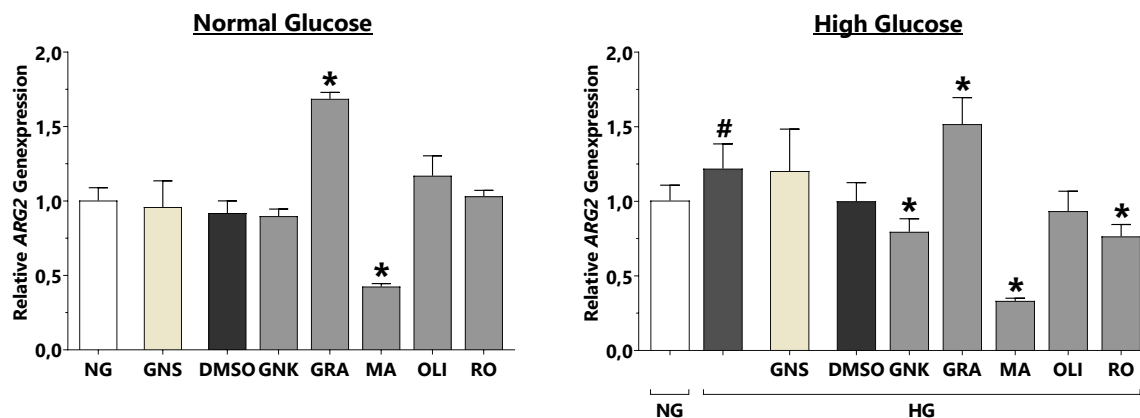 Normal Glucose
Relative ARG2 Genexpression
2,0
1,5
1,0
0,5
0,0
*
*
NG GNS DMSO GNK GRA MA OLI RO
High Glucose
Relative ARG2 Genexpression
2,0
1,5
1,0
0,5
0,0
#
*
*
*
*
GNS DMSO GNK GRA MA OLI RO
NG HG